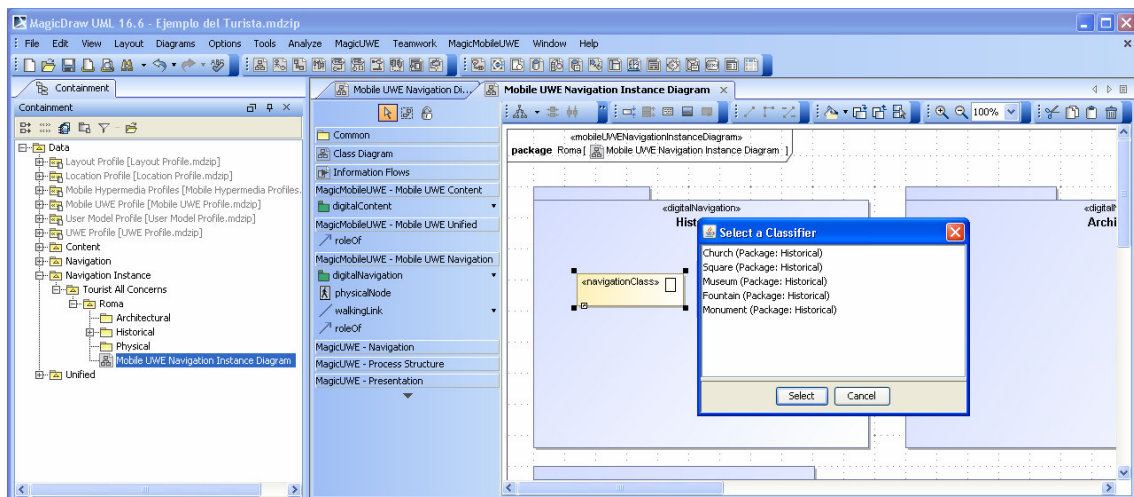 MagicDraw UML 16.6 - Ejemplo del Turista.mdzip
File Edit View Layout Diagrams Options Tools Analyze MagicUWE Teamwork MagicMobileUWE Window Help
Containment
Mobile UWE Navigation Di...
Mobile UWE Navigation Instance Diagram
Containment
100%
Data
Layout Profile [Layout Profile.mdzip]
Location Profile [Location Profile.mdzip]
Mobile Hypermedia Profiles [Mobile Hypermedia Profiles.
Mobile UWE Profile [Mobile UWE Profile.mdzip]
User Model Profile [User Model Profile.mdzip]
UWE Profile [UWE Profile.mdzip]
Content
Navigation
Navigation Instance
Tourist All Concerns
Roma
Architectural
Historical
Physical
Mobile UWE Navigation Instance Diagram
Unified
Common
Class Diagram
Information Flows
MagicMobileUWE - Mobile UWE Content
digitalContent
MagicMobileUWE - Mobile UWE Unified
roleOf
MagicMobileUWE - Mobile UWE Navigation
digitalNavigation
physicalNode
walkingLink
roleOf
MagicUWE - Navigation
MagicUWE - Process Structure
MagicUWE - Presentation
«mobileUWENavigationInstanceDiagram»
package Roma [ Mobile UWE Navigation Instance Diagram ]
«digitalNavigation»
Histo
«navigationClass»
«digitalN
Archi
Select a Classifier
Church (Package: Historical)
Square (Package: Historical)
Museum (Package: Historical)
Fountain (Package: Historical)
Monument (Package: Historical)
Select Cancel